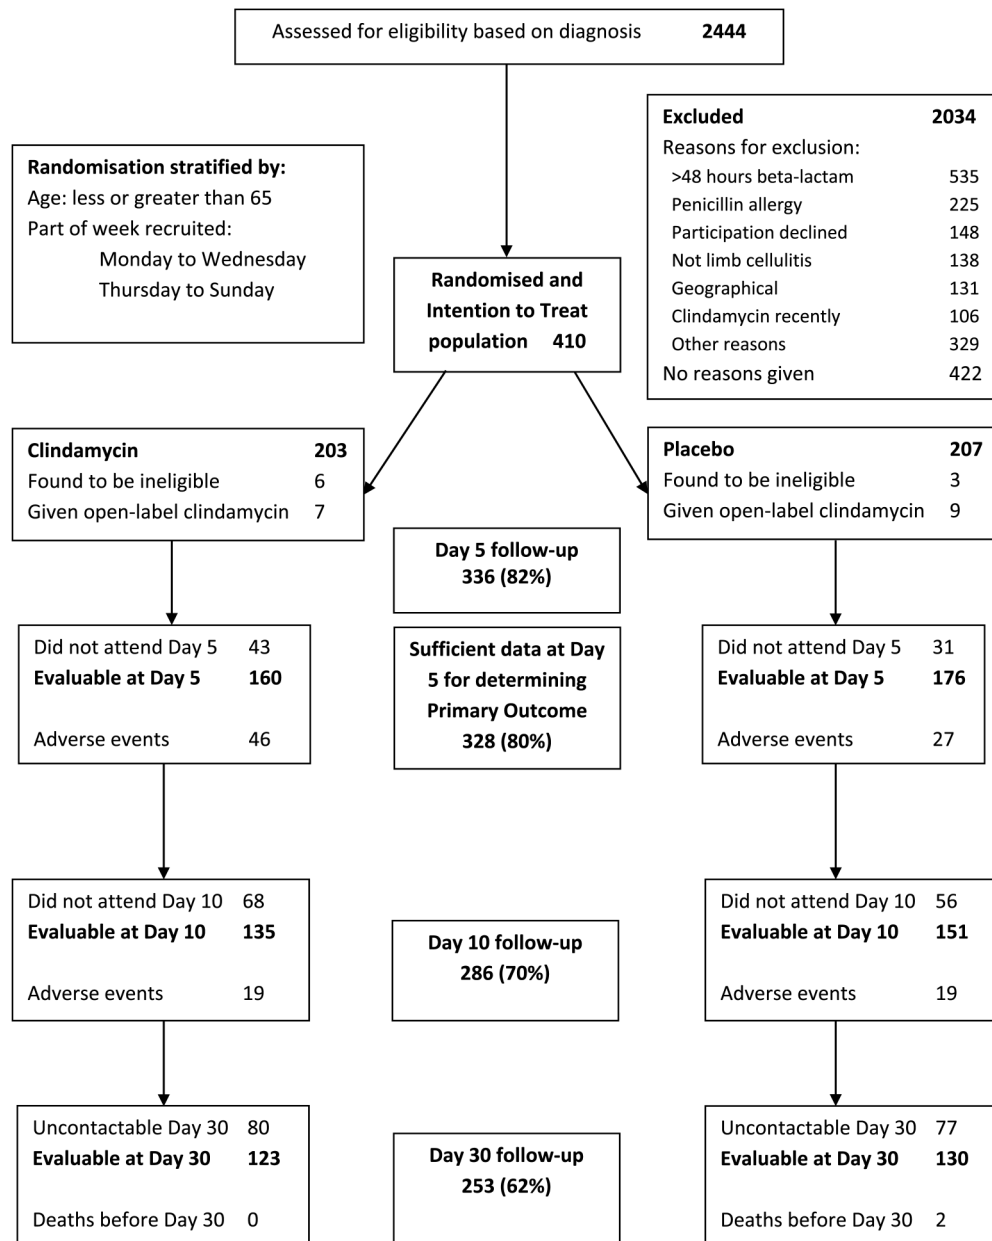 Assessed for eligibility based on diagnosis 2444
Excluded 2034
Reasons for exclusion:
>48 hours beta-lactam 535
Penicillin allergy 225
Participation declined 148
Not limb cellulitis 138
Geographical 131
Clindamycin recently 106
Other reasons 329
No reasons given 422
Randomisation stratified by:
Age: less or greater than 65
Part of week recruited:
Monday to Wednesday
Thursday to Sunday
Randomised and
Intention to Treat
population 410
Clindamycin 203
Found to be ineligible 6
Given open-label clindamycin 7
Placebo 207
Found to be ineligible 3
Given open-label clindamycin 9
Day 5 follow-up
336 (82%)
Did not attend Day 5 43
Evaluable at Day 5 160
Adverse events 46
Sufficient data at Day
5 for determining
Primary Outcome
328 (80%)
Did not attend Day 5 31
Evaluable at Day 5 176
Adverse events 27
Did not attend Day 10 68
Evaluable at Day 10 135
Adverse events 19
Day 10 follow-up
286 (70%)
Did not attend Day 10 56
Evaluable at Day 10 151
Adverse events 19
Uncontactable Day 30 80
Evaluable at Day 30 123
Deaths before Day 30 0
Day 30 follow-up
253 (62%)
Uncontactable Day 30 77
Evaluable at Day 30 130
Deaths before Day 30 2